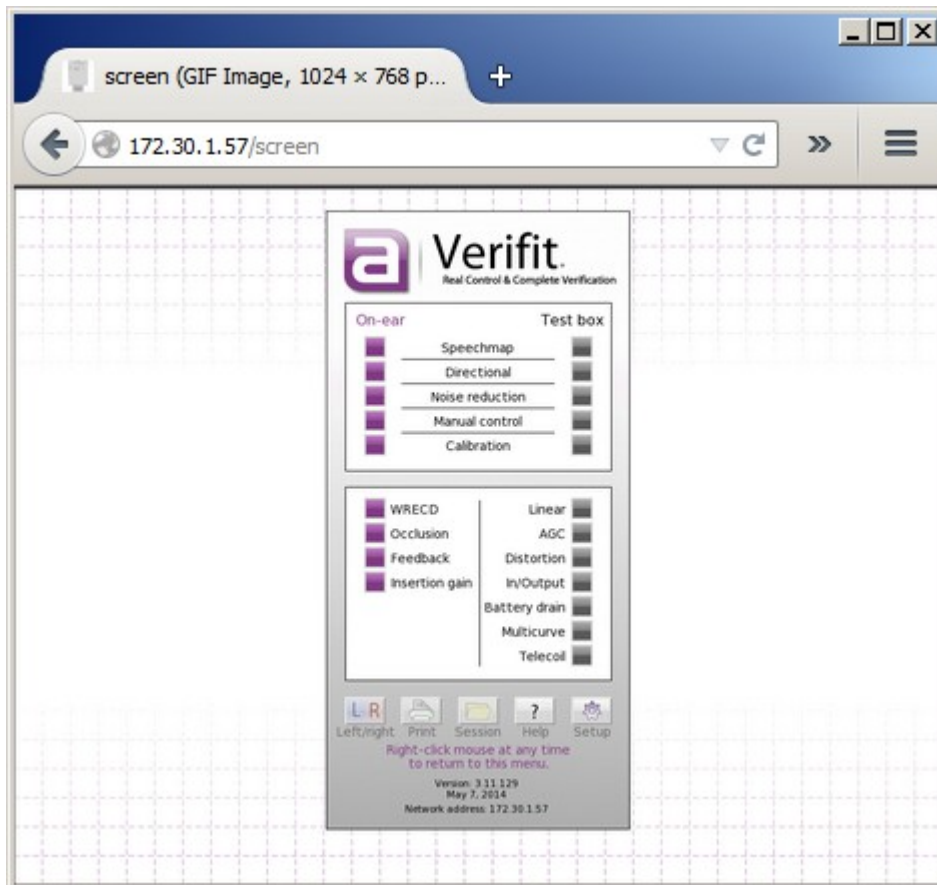 screen (GIF Image, 1024 × 768 p...
172.30.1.57/screen
a Verifit™
Real Control & Complete Verification
On-ear Test box
Speechmap
Directional
Noise reduction
Manual control
Calibration
WRECD Linear
Occlusion AGC
Feedback Distortion
Insertion gain In/Output
Battery drain
Multicurve
Telecoil
L R ?
Left/right Print Session Help Setup
Right-click mouse at any time
to return to this menu.
Version: 3.11.129
May 7, 2014
Network address: 172.30.1.57